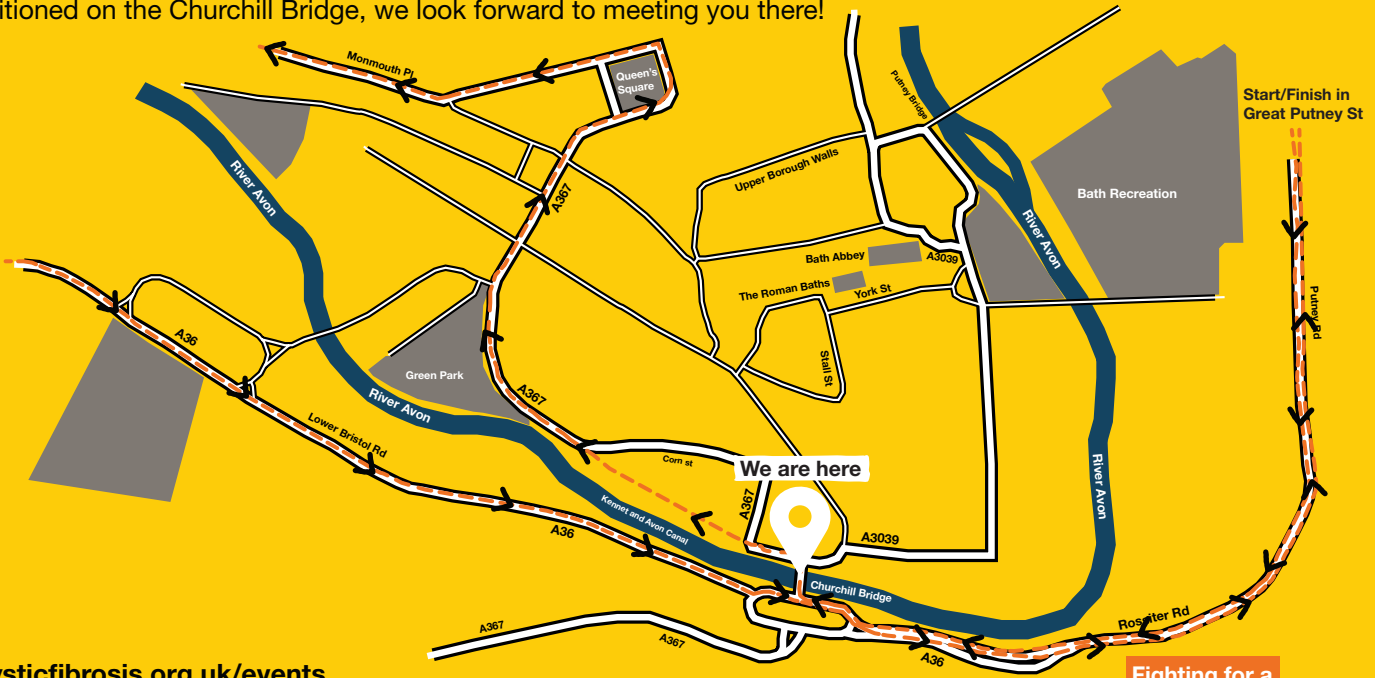 itioned on the Churchill Bridge, we look forward to meeting you there!
Monmouth Pl
Queen's
Square
Putney Bridge
Start/Finish in
Great Putney St
River Avon
Upper Borough Walls
A367
Bath Recreation
River Avon
Bath Abbey
A3039
The Roman Baths
York St
Putney Rd
A36
Stall St
Green Park
A367
River Avon
Lower Bristol Rd
Corn st
We are here
River Avon
A367
Kennet and Avon Canal
A36
A3039
Churchill Bridge
Rossiter Rd
A367
A367
A36
ysticfibrosis.org.uk/events
Fighting for a